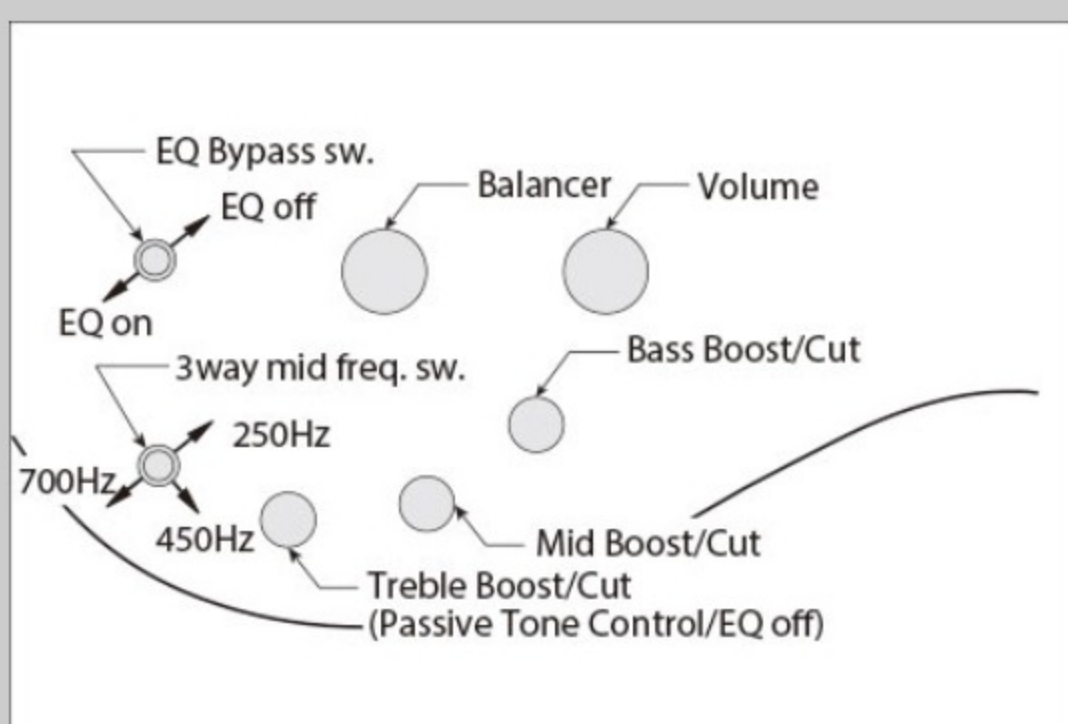 EQ Bypass sw.
EQ off
Balancer
Volume
EQ on
3way mid freq. sw.
Bass Boost/Cut
250Hz
700Hz
450Hz
Mid Boost/Cut
Treble Boost/Cut
(Passive Tone Control/EQ off)